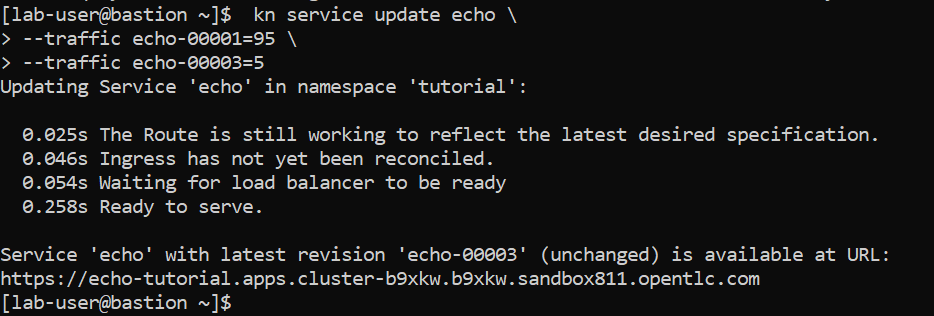 [lab-user@bastion ~]$  kn service update echo \
> --traffic echo-00001=95 \
> --traffic echo-00003=5
Updating Service 'echo' in namespace 'tutorial':
  0.025s The Route is still working to reflect the latest desired specification.
  0.046s Ingress has not yet been reconciled.
  0.054s Waiting for load balancer to be ready
  0.258s Ready to serve.
Service 'echo' with latest revision 'echo-00003' (unchanged) is available at URL:
https://echo-tutorial.apps.cluster-b9xkw.b9xkw.sandbox811.opentlc.com
[lab-user@bastion ~]$